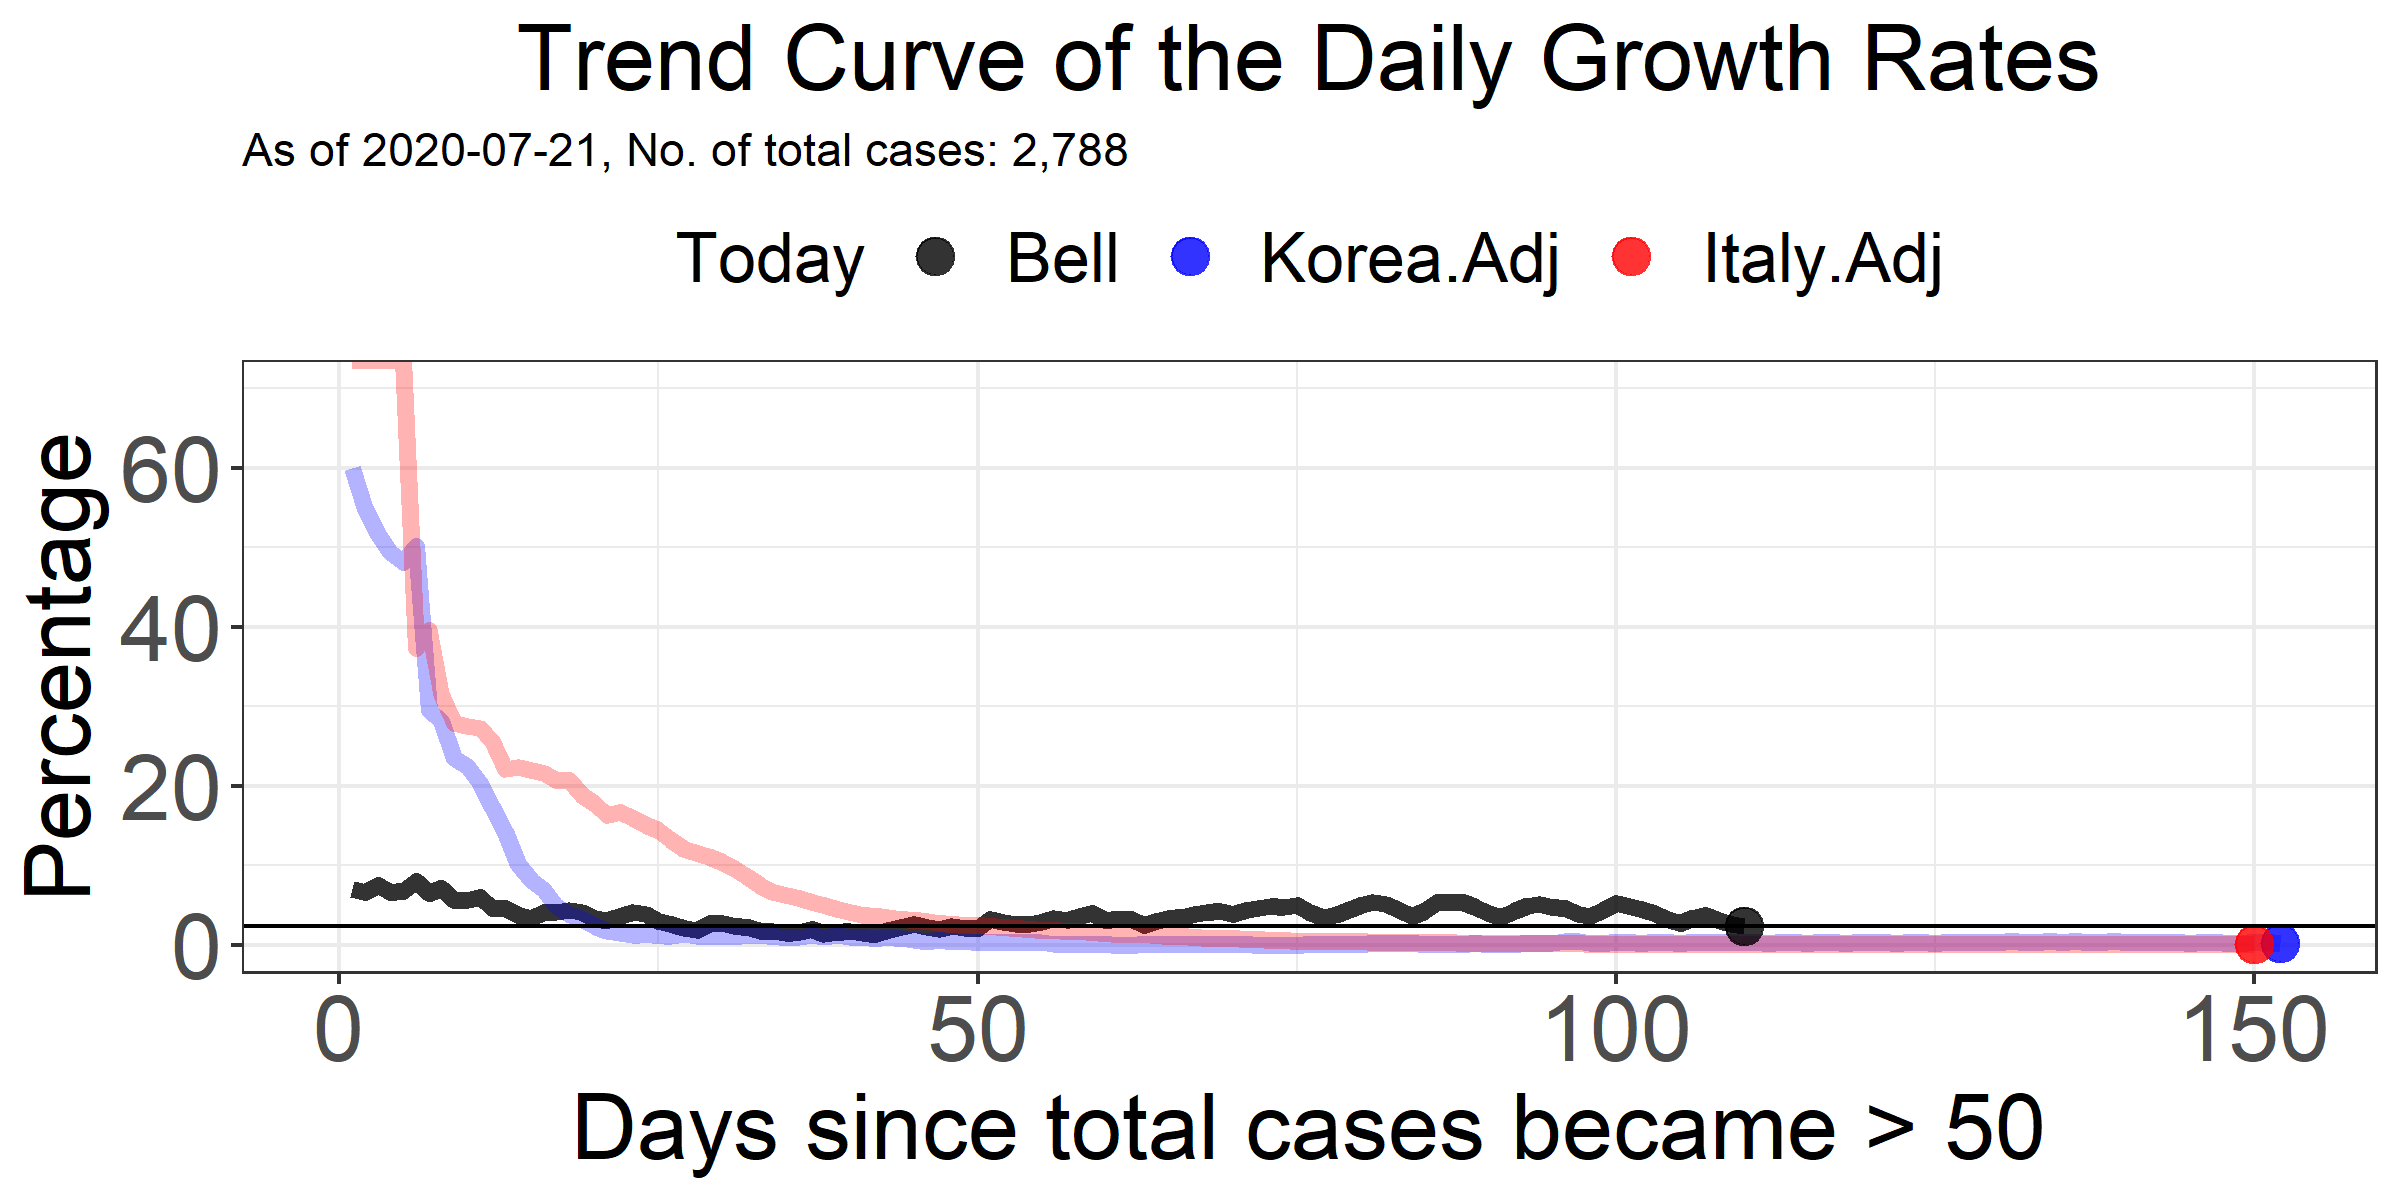 Trend Curve of the Daily Growth Rates
As of 2020-07-21, No. of total cases: 2,788
Today Bell Korea.Adj Italy.Adj
Percentage
60
40
20
0
0 50 100 150
Days since total cases became > 50